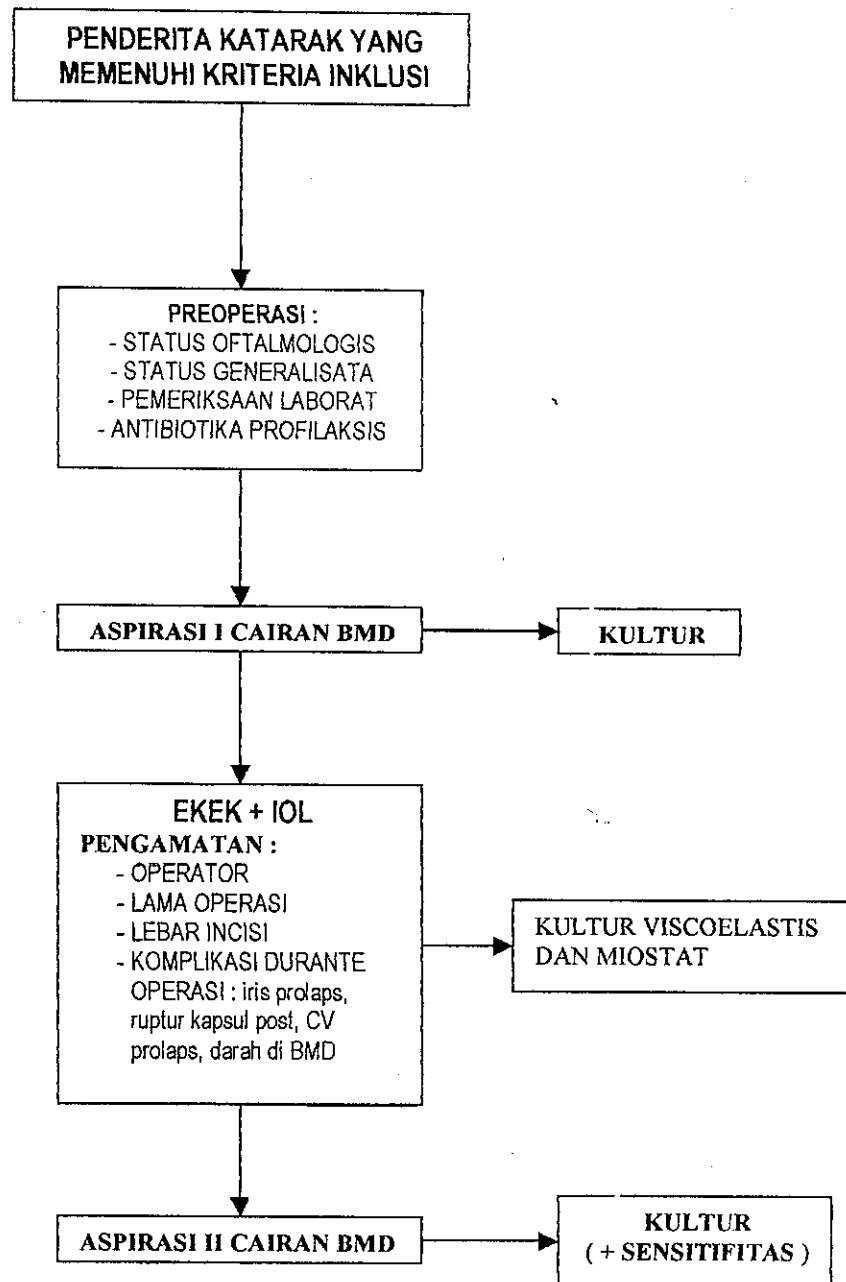 PENDERITA KATARAK YANG
MEMENUHI KRITERIA INKLUSI
PREOPERASI :
- STATUS OFTALMOLOGIS
- STATUS GENERALISATA
- PEMERIKSAAN LABORAT
- ANTIBIOTIKA PROFILAKSIS
ASPIRASI I CAIRAN BMD
KULTUR
EKEK + IOL
PENGAMATAN :
- OPERATOR
- LAMA OPERASI
- LEBAR INCISI
- KOMPLIKASI DURANTE
OPERASI : iris prolaps,
ruptur kapsul post, CV
prolaps, darah di BMD
KULTUR VISCOELASTIS
DAN MIOSTAT
ASPIRASI II CAIRAN BMD
KULTUR
( + SENSITIFITAS )